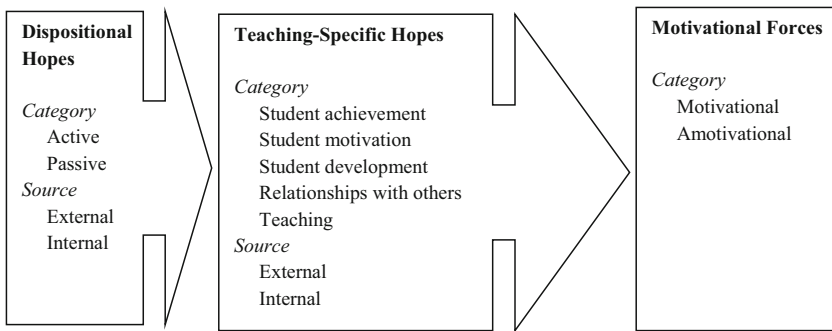 Dispositional
Hopes
Category
Active
Passive
Source
External
Internal
Teaching-Specific Hopes
Category
Student achievement
Student motivation
Student development
Relationships with others
Teaching
Source
External
Internal
Motivational Forces
Category
Motivational
Amotivational